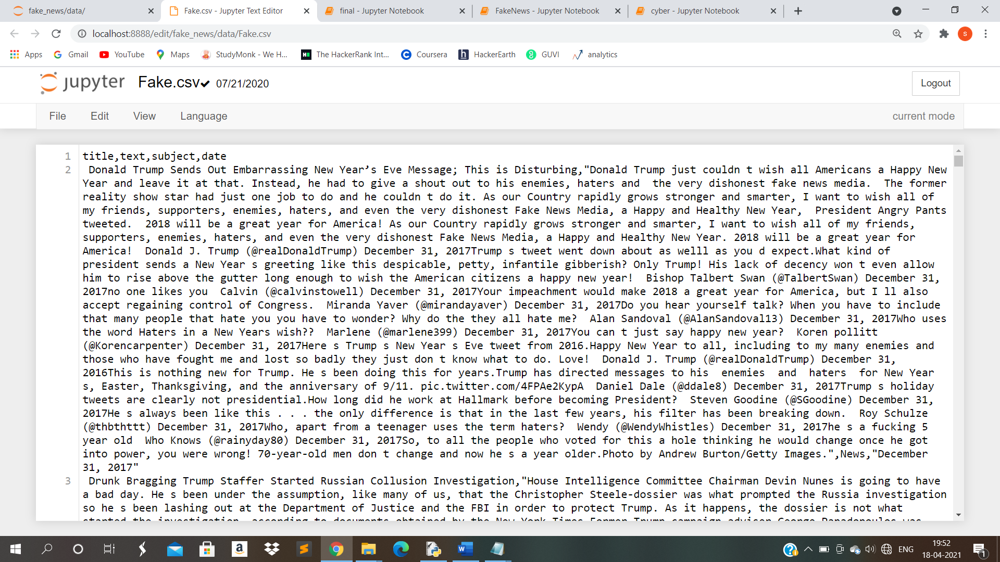 fake_news/data/
Fake.csv - Jupyter Text Editor
final - Jupyter Notebook
FakeNews - Jupyter Notebook
cyber - Jupyter Notebook
localhost:8888/edit/fake_news/data/Fake.csv
s
Apps
Gmail
YouTube
Maps
StudyMonk - We H...
The HackerRank Int...
Coursera
HackerEarth
GUVI
analytics
jupyter Fake.csv 07/21/2020
Logout
File Edit View Language
current mode
1 title,text,subject,date
2 Donald Trump Sends Out Embarrassing New Year’s Eve Message; This is Disturbing,"Donald Trump just couldn t wish all Americans a Happy New
Year and leave it at that. Instead, he had to give a shout out to his enemies, haters and  the very dishonest fake news media.  The former
reality show star had just one job to do and he couldn t do it. As our Country rapidly grows stronger and smarter, I want to wish all of
my friends, supporters, enemies, haters, and even the very dishonest Fake News Media, a Happy and Healthy New Year,  President Angry Pants
tweeted.  2018 will be a great year for America! As our Country rapidly grows stronger and smarter, I want to wish all of my friends,
supporters, enemies, haters, and even the very dishonest Fake News Media, a Happy and Healthy New Year. 2018 will be a great year for
America!  Donald J. Trump (@realDonaldTrump) December 31, 2017Trump s tweet went down about as welll as you d expect.What kind of
president sends a New Year s greeting like this despicable, petty, infantile gibberish? Only Trump! His lack of decency won t even allow
him to rise above the gutter long enough to wish the American citizens a happy new year!  Bishop Talbert Swan (@TalbertSwan) December 31,
2017no one likes you  Calvin (@calvinstowell) December 31, 2017Your impeachment would make 2018 a great year for America, but I ll also
accept regaining control of Congress.  Miranda Yaver (@mirandayaver) December 31, 2017Do you hear yourself talk? When you have to include
that many people that hate you you have to wonder? Why do the they all hate me?  Alan Sandoval (@AlanSandoval13) December 31, 2017Who uses
the word Haters in a New Years wish??  Marlene (@marlene399) December 31, 2017You can t just say happy new year?  Koren pollitt
(@Korencarpenter) December 31, 2017Here s Trump s New Year s Eve tweet from 2016.Happy New Year to all, including to my many enemies and
those who have fought me and lost so badly they just don t know what to do. Love!  Donald J. Trump (@realDonaldTrump) December 31,
2016This is nothing new for Trump. He s been doing this for years.Trump has directed messages to his  enemies  and  haters  for New Year
s, Easter, Thanksgiving, and the anniversary of 9/11. pic.twitter.com/4FPAe2KypA  Daniel Dale (@ddale8) December 31, 2017Trump s holiday
tweets are clearly not presidential.How long did he work at Hallmark before becoming President?  Steven Goodine (@SGoodine) December 31,
2017He s always been like this . . . the only difference is that in the last few years, his filter has been breaking down.  Roy Schulze
(@thbthttt) December 31, 2017Who, apart from a teenager uses the term haters?  Wendy (@WendyWhistles) December 31, 2017he s a fucking 5
year old  Who Knows (@rainyday80) December 31, 2017So, to all the people who voted for this a hole thinking he would change once he got
into power, you were wrong! 70-year-old men don t change and now he s a year older.Photo by Andrew Burton/Getty Images.",News,"December
31, 2017"
3 Drunk Bragging Trump Staffer Started Russian Collusion Investigation,"House Intelligence Committee Chairman Devin Nunes is going to have
a bad day. He s been under the assumption, like many of us, that the Christopher Steele-dossier was what prompted the Russia investigation
so he s been lashing out at the Department of Justice and the FBI in order to protect Trump. As it happens, the dossier is not what
started the investigation, according to documents obtained by the New York Times.Former Trump campaign adviser George Papadopoulos was
ENG
19:52
18-04-2021
1